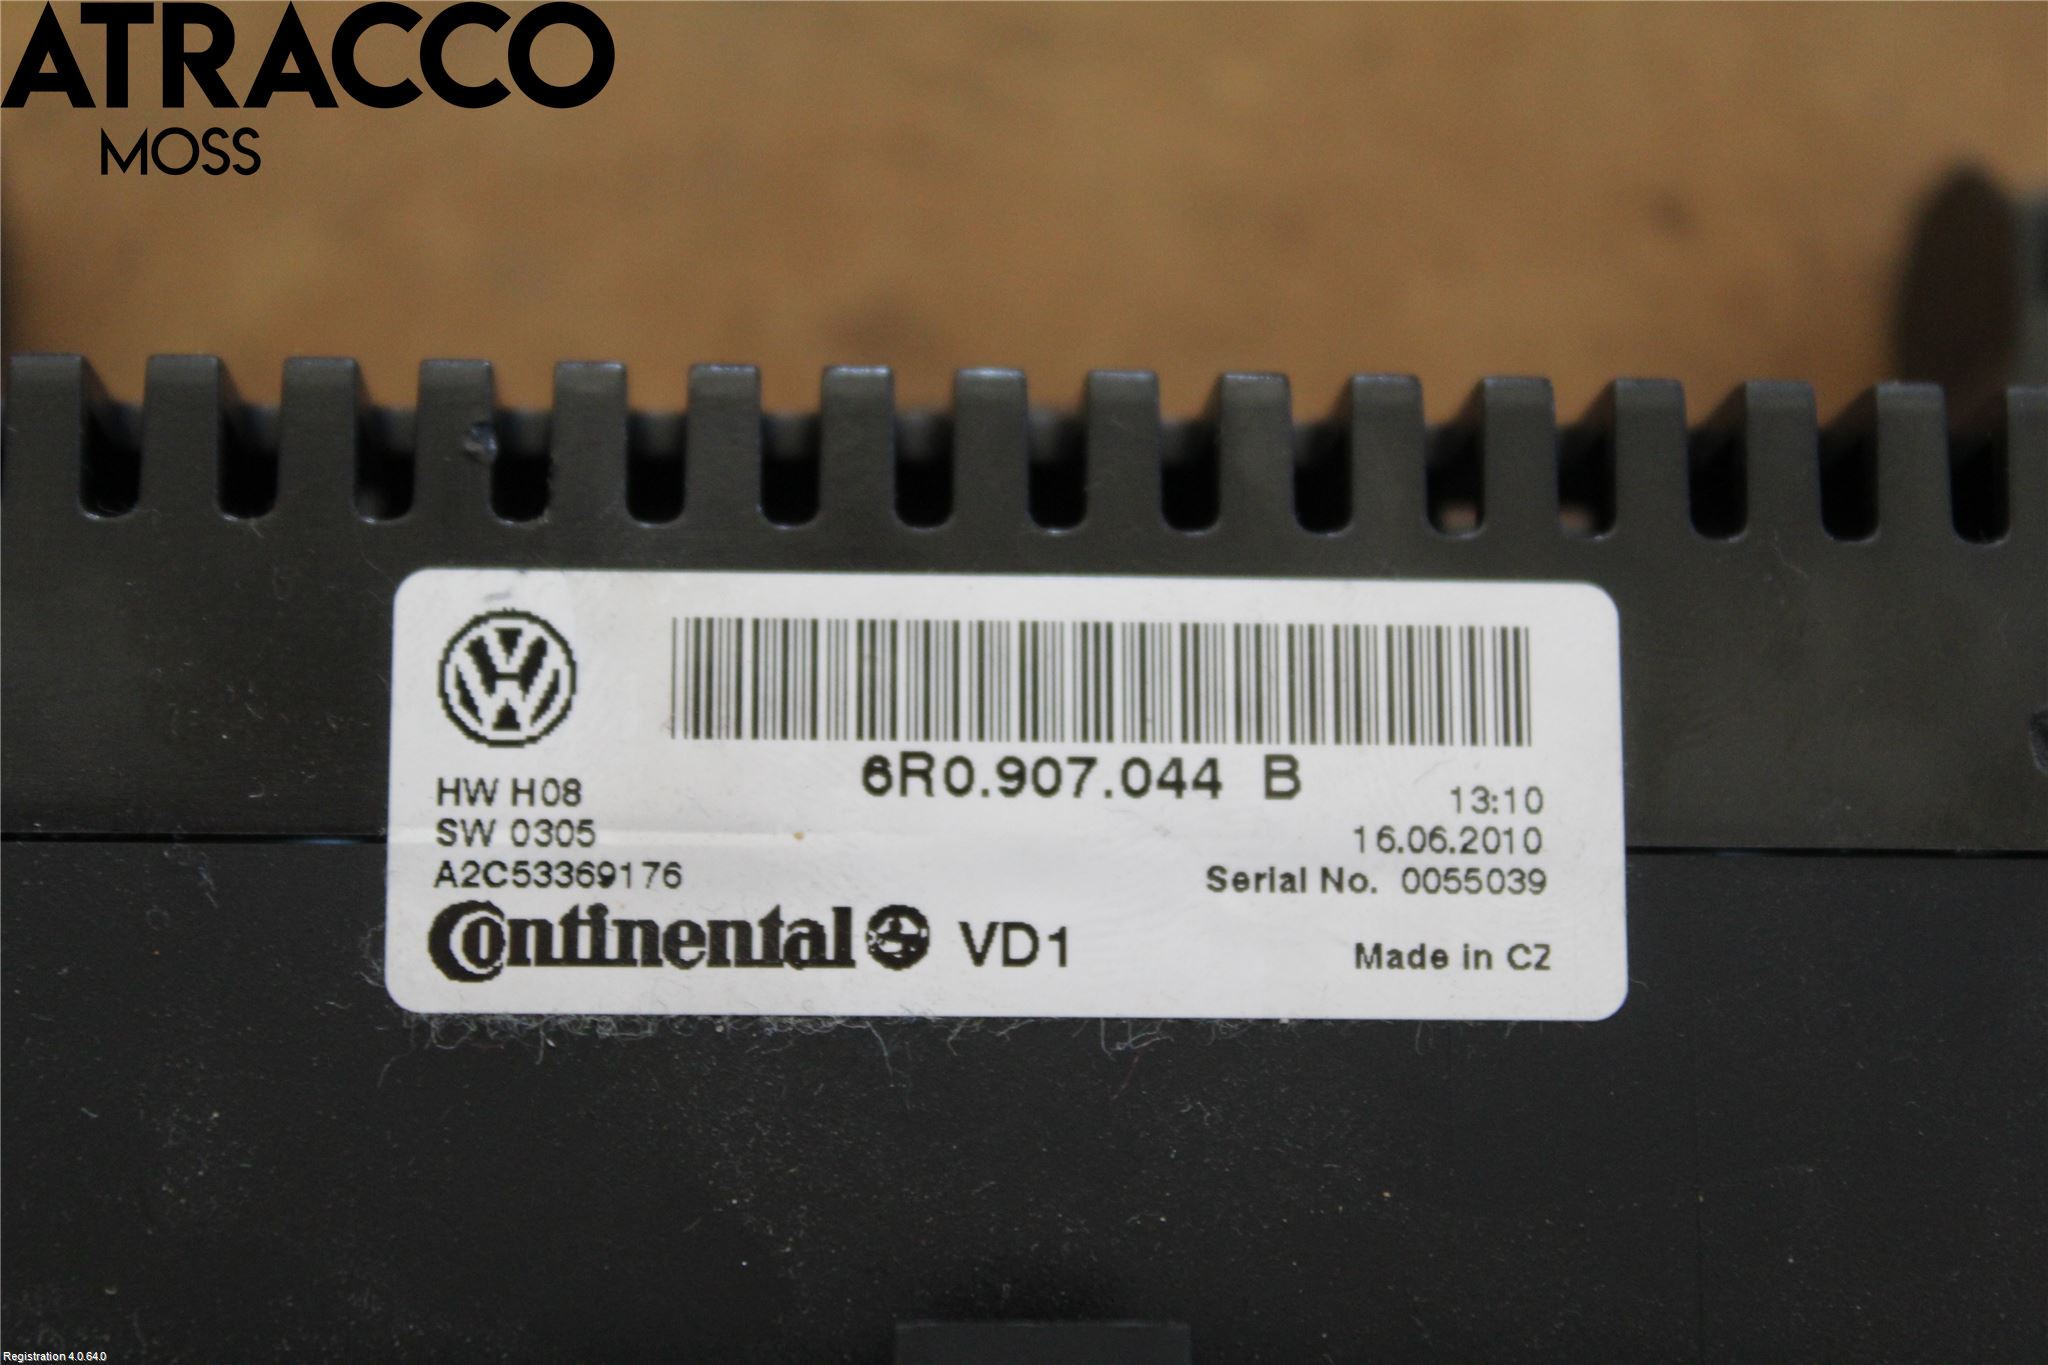 ATRACCO
MOSS
6R0.907.044 B
HW H08
13:10
SW 0305
16.06.2010
A2C53369176
Serial No. 0055039
Continental VD1
Made in CZ
Registration 4.0.64.0